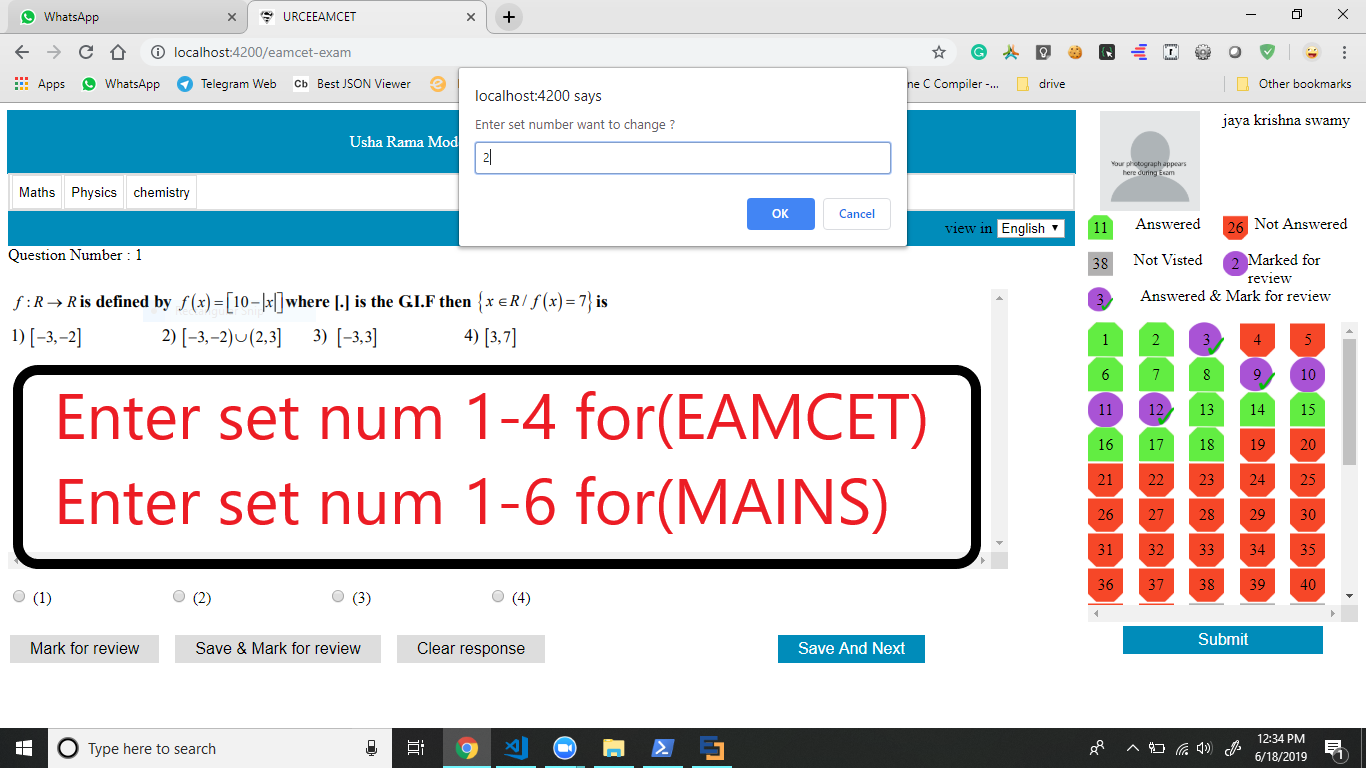 WhatsApp
URCEEAMCET
localhost:4200/eamcet-exam
Apps
WhatsApp
Telegram Web
Cb Best JSON Viewer
ne C Compiler -...
drive
Other bookmarks
localhost:4200 says
Enter set number want to change ?
2
OK
Cancel
Usha Rama Mod
Maths
Physics
chemistry
view in English
Question Number : 1
f : R → R is defined by f(x) = [10 − |x|] where [.] is the G.I.F then {x ∈ R / f(x) = 7} is
1) [−3,−2] 2) [−3,−2)∪(2,3] 3) [−3,3] 4) [3,7]
Enter set num 1-4 for(EAMCET)
Enter set num 1-6 for(MAINS)
(1) (2) (3) (4)
Mark for review
Save & Mark for review
Clear response
Save And Next
Your photograph appears
here during Exam
jaya krishna swamy
11 Answered
26 Not Answered
38 Not Visted
2 Marked for
review
3 Answered & Mark for review
1 2 3 4 5
6 7 8 9 10
11 12 13 14 15
16 17 18 19 20
21 22 23 24 25
26 27 28 29 30
31 32 33 34 35
36 37 38 39 40
Submit
Type here to search
12:34 PM
6/18/2019
1